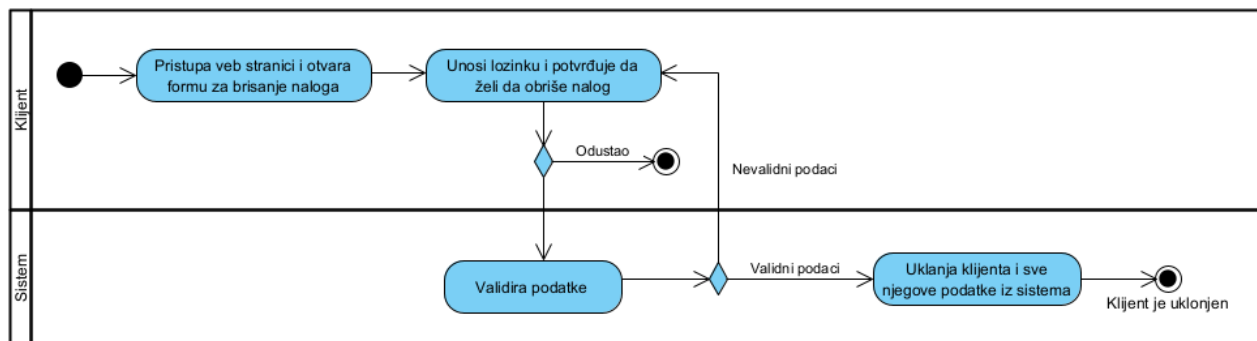 Klijent
Pristupa veb stranici i otvara
formu za brisanje naloga
Unosi lozinku i potvrđuje da
želi da obriše nalog
Odustao
Nevalidni podaci
Sistem
Validira podatke
Validni podaci
Uklanja klijenta i sve
njegove podatke iz sistema
Klijent je uklonjen